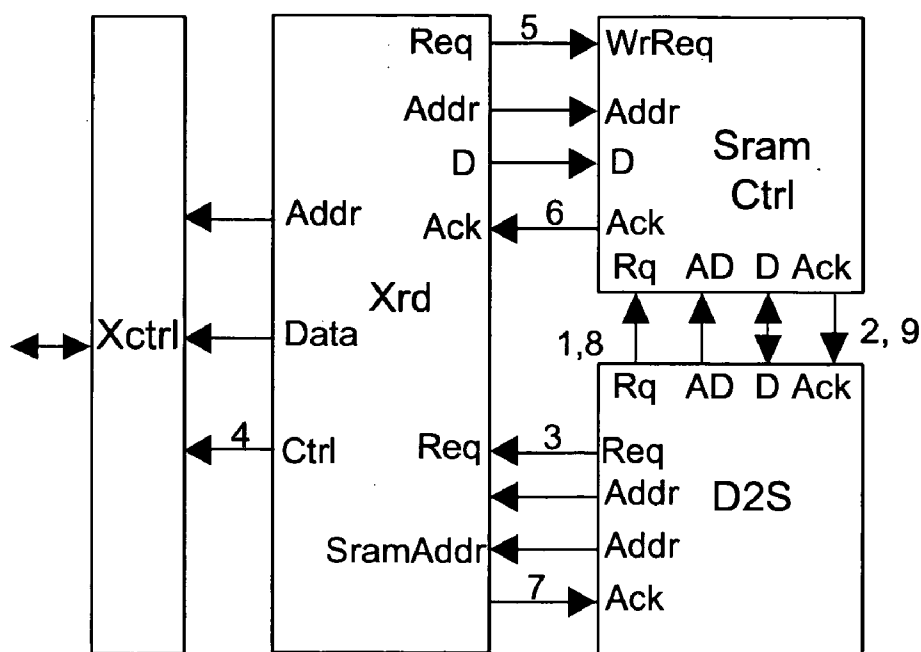 Req 5 WrReq
Addr Addr
D D
Sram
Ctrl
Addr Ack 6 Ack
Rq AD D Ack
Xrd
Xctrl Data 1,8 2, 9
Rq AD D Ack
4 Ctrl Req 3 Req
Addr D2S
SramAddr Addr
7 Ack